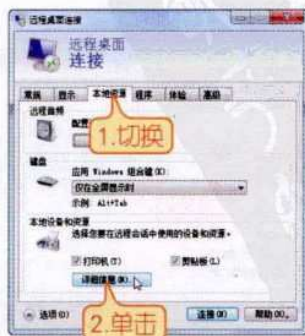 远程桌面连接
远程桌面
连接
常规 显示 本地资源 程序 体验 高级
远程音频
1.切换
键盘
应用 Windows 组合键(K):
仅在全屏显示时
示例: Alt+Tab
本地设备和资源
选择您要在远程会话中使用的设备和资源。
打印机(T) 剪贴板(L)
详细信息(M)
选项(O) 连接(N) 帮助(H)
2.单击